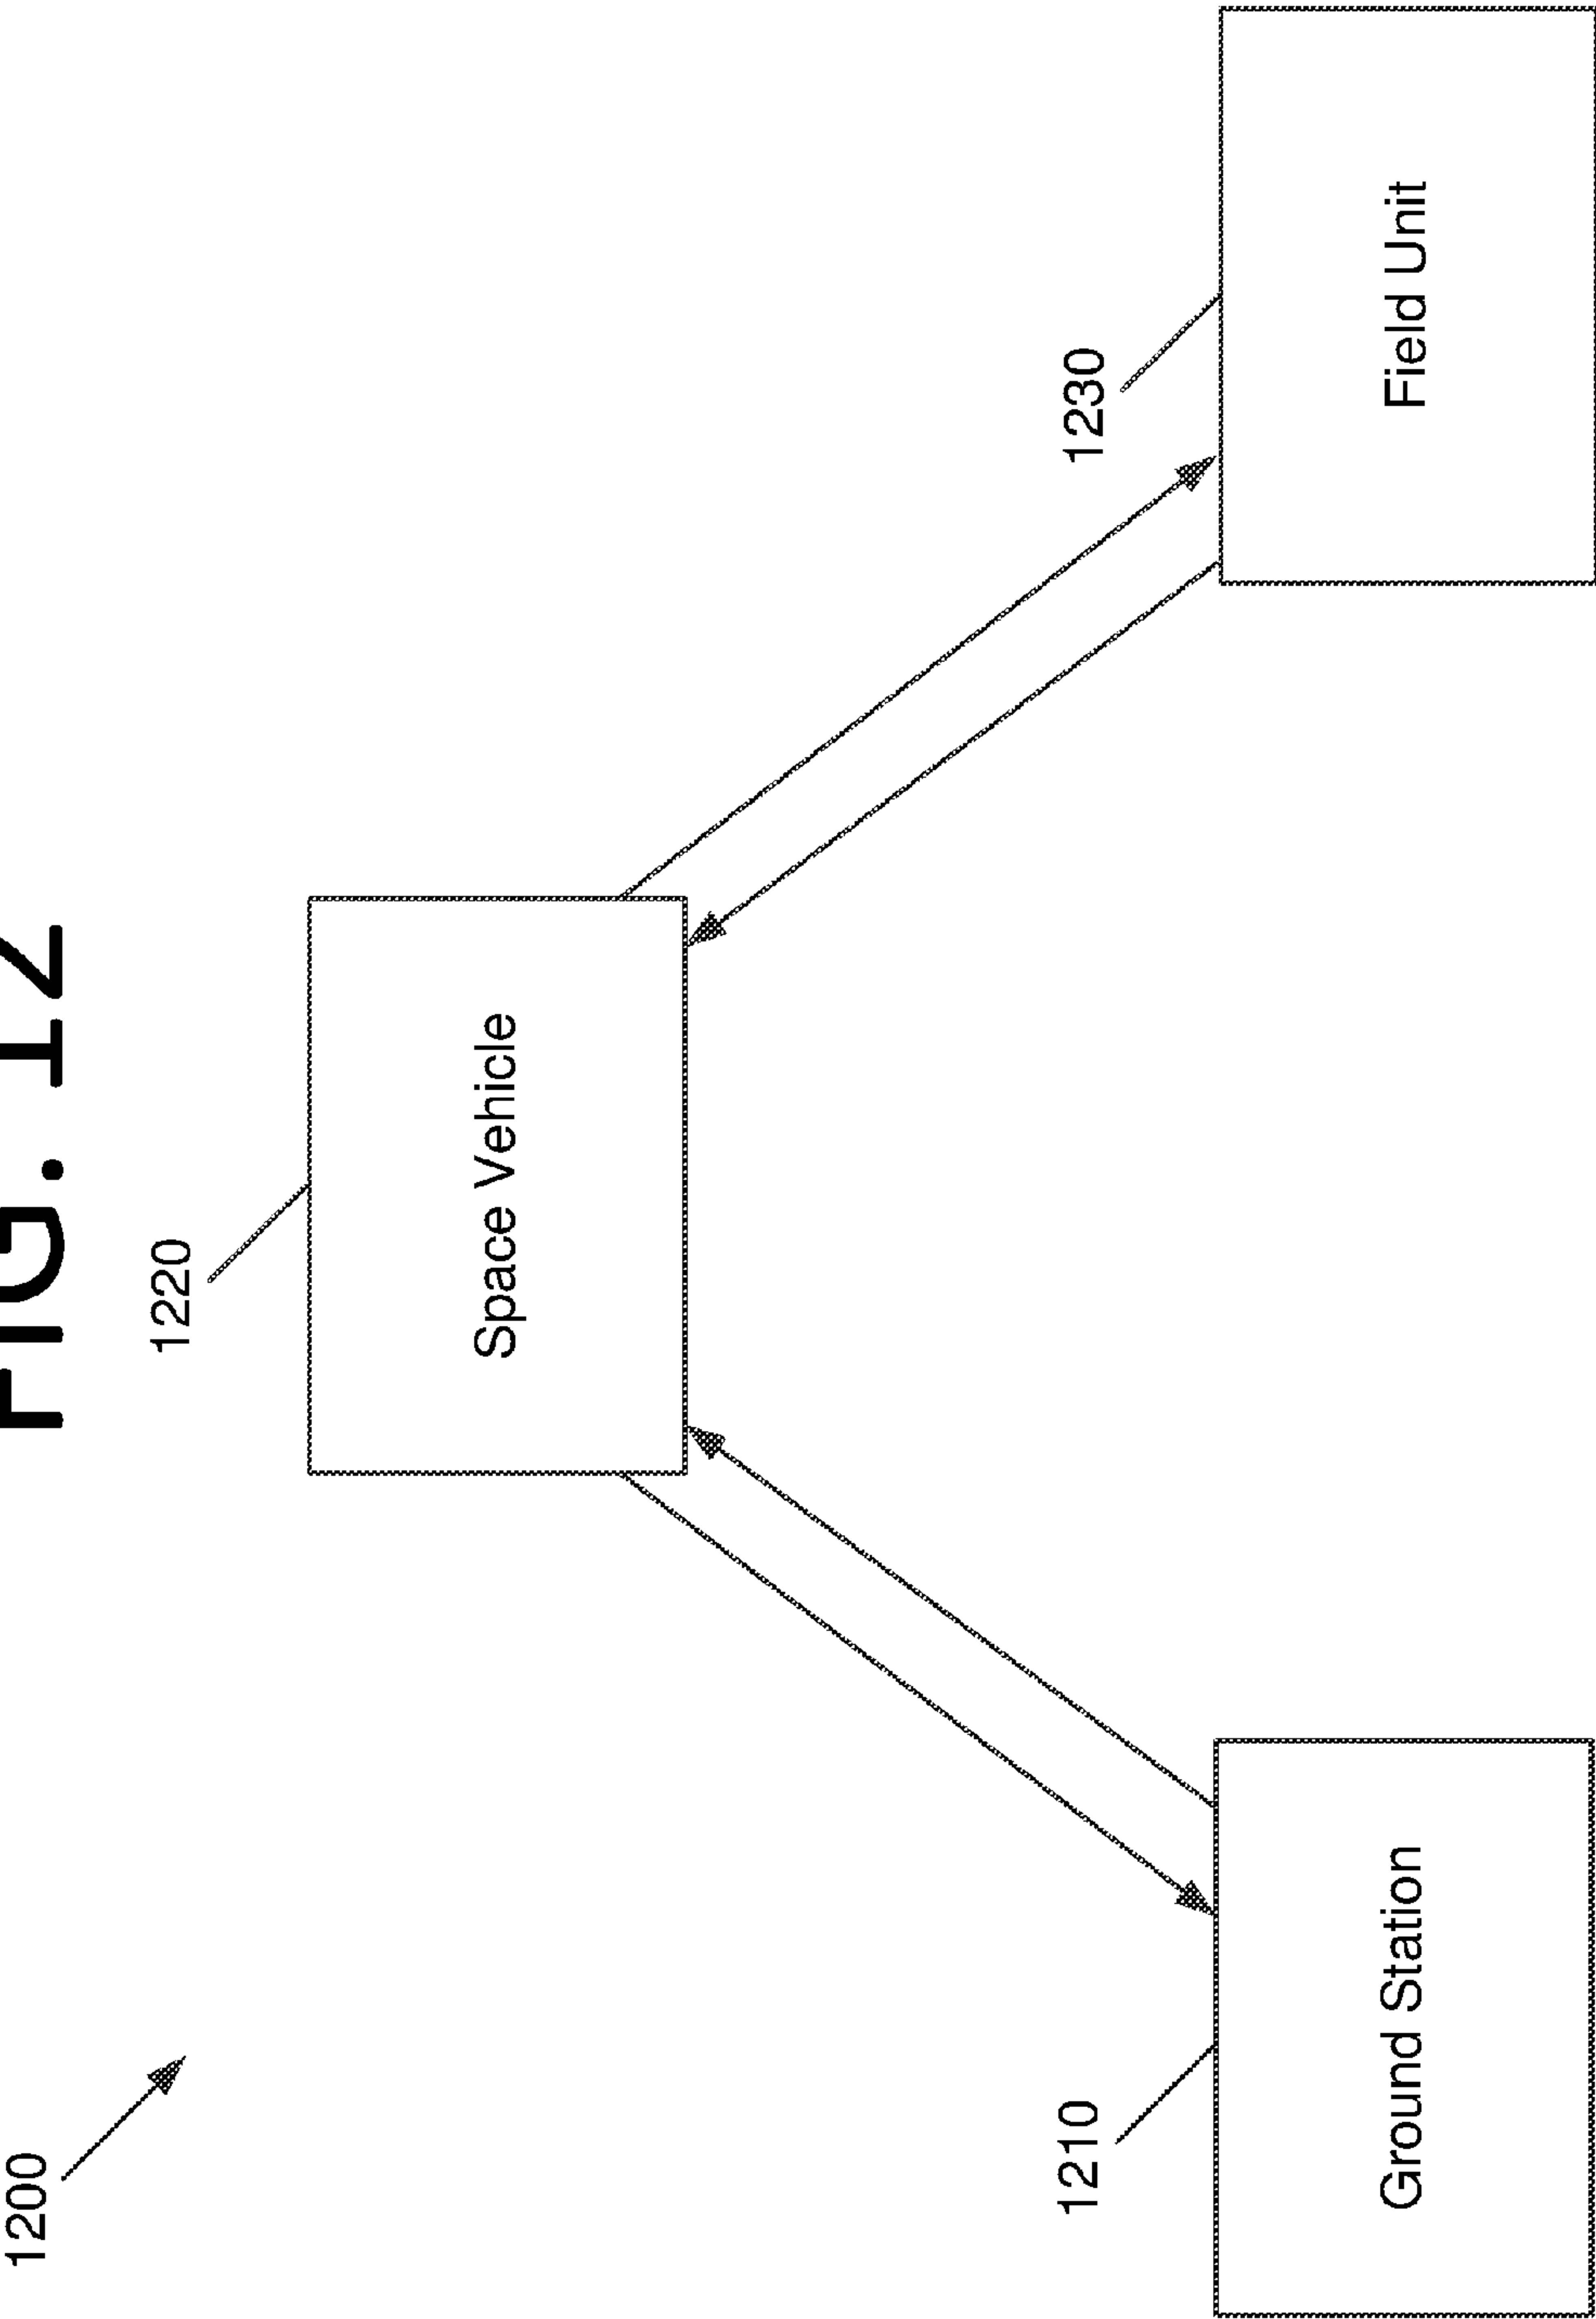 FIG. 12
1200
1220
Space Vehicle
1210
1230
Ground Station
Field Unit